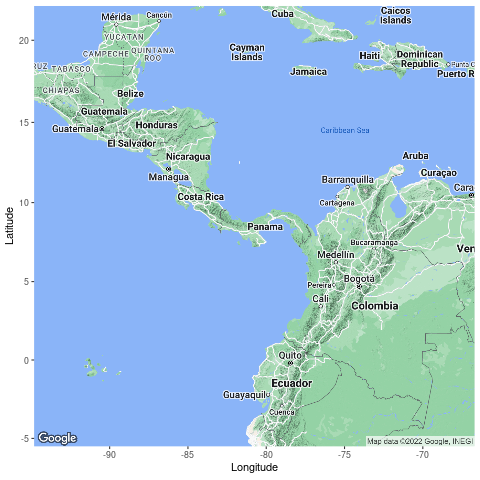 Mérida
Cancún
Cuba
Caicos
Islands
YUCATAN
QUINTANA
ROO
CAMPECHE
TABASCO
CHIAPAS
Cayman
Islands
Jamaica
Haiti
Dominican
Republic
Punta C
Puerto R
Belize
Guatemala
Guatemala
Honduras
El Salvador
Nicaragua
Managua
Costa Rica
Panama
Caribbean Sea
Aruba
Curaçao
Barranquilla
Cartagena
Cara
Bucaramanga
Ven
Medellín
Bogotá
Pereira
Cali
Colombia
Quito
Ecuador
Guayaquil
Cuenca
Google
Map data ©2022 Google, INEGI
20
15
10
5
0
-5
Latitude
-90
-85
-80
-75
-70
Longitude